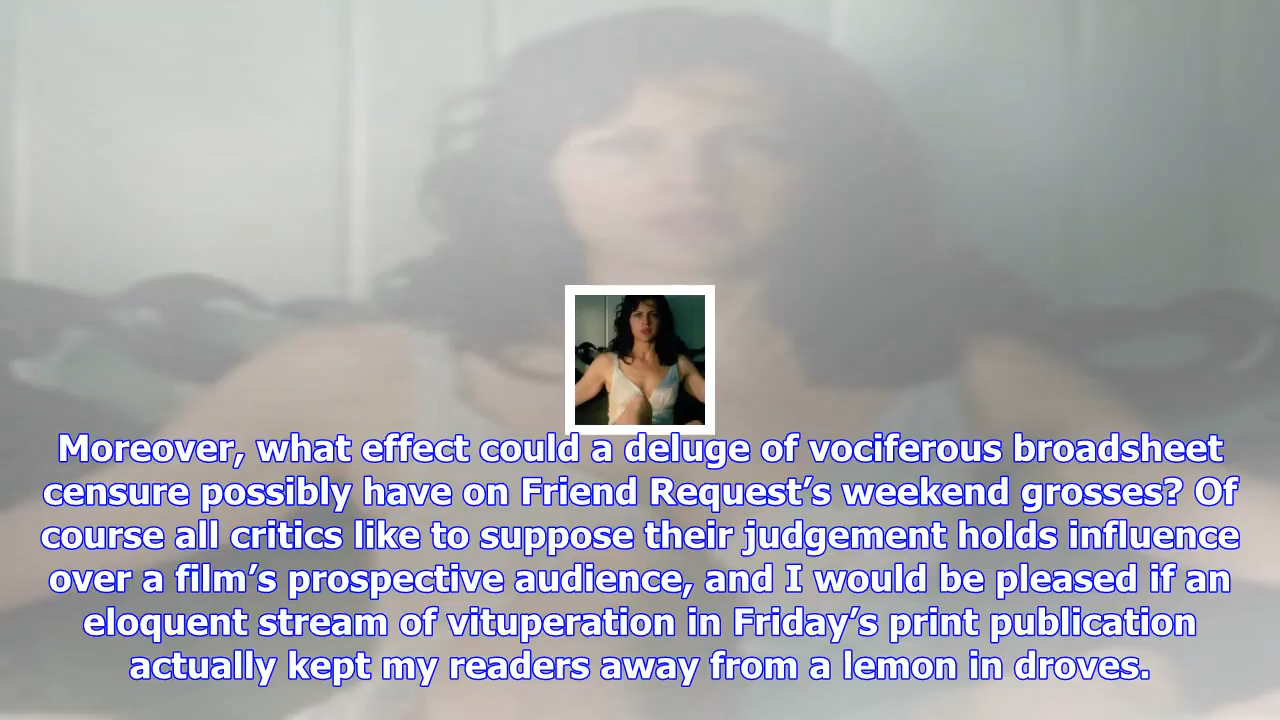 Moreover, what effect could a deluge of vociferous broadsheet
censure possibly have on Friend Request’s weekend grosses? Of
course all critics like to suppose their judgement holds influence
over a film’s prospective audience, and I would be pleased if an
eloquent stream of vituperation in Friday’s print publication
actually kept my readers away from a lemon in droves.